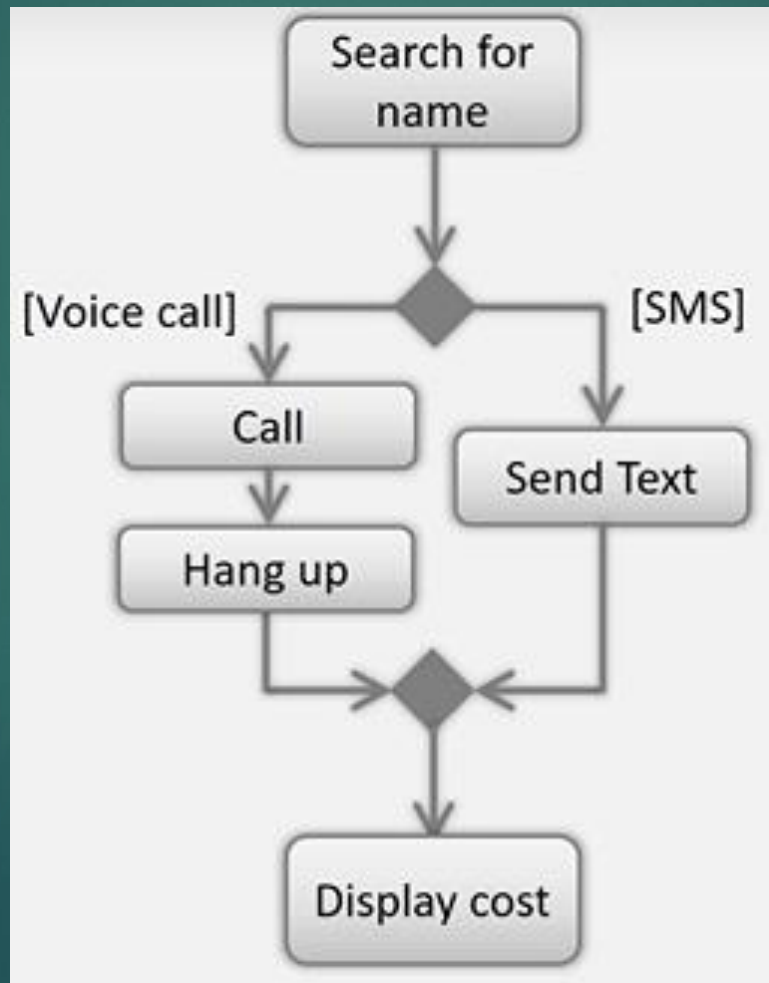 Search for
name
[Voice call]
[SMS]
Call
Send Text
Hang up
Display cost